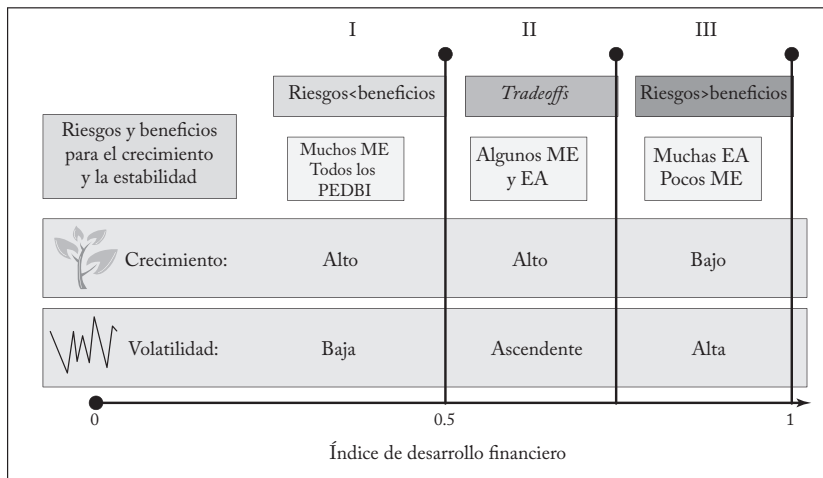 I
II
III
Riesgos<beneficios
Tradeoffs
Riesgos>beneficios
Riesgos y beneficios
para el crecimiento
y la estabilidad
Muchos ME
Todos los
PEDBI
Algunos ME
y EA
Muchas EA
Pocos ME
Crecimiento:
Alto
Alto
Bajo
Volatilidad:
Baja
Ascendente
Alta
0
0.5
1
Índice de desarrollo financiero